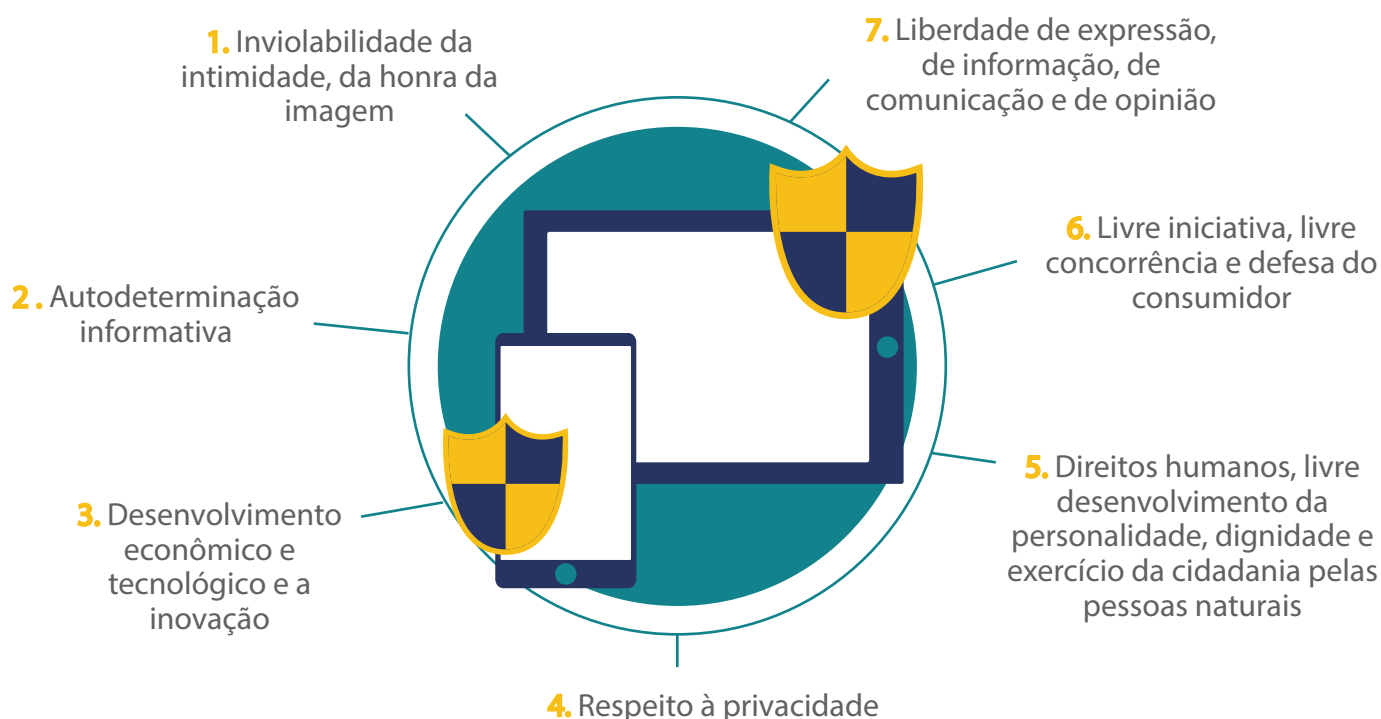 1. Inviolabilidade da
intimidade, da honra da
imagem
2 . Autodeterminação
informativa
3. Desenvolvimento
econômico e
tecnológico e a
inovação
4. Respeito à privacidade
5. Direitos humanos, livre
desenvolvimento da
personalidade, dignidade e
exercício da cidadania pelas
pessoas naturais
6. Livre iniciativa, livre
concorrência e defesa do
consumidor
7. Liberdade de expressão,
de informação, de
comunicação e de opinião